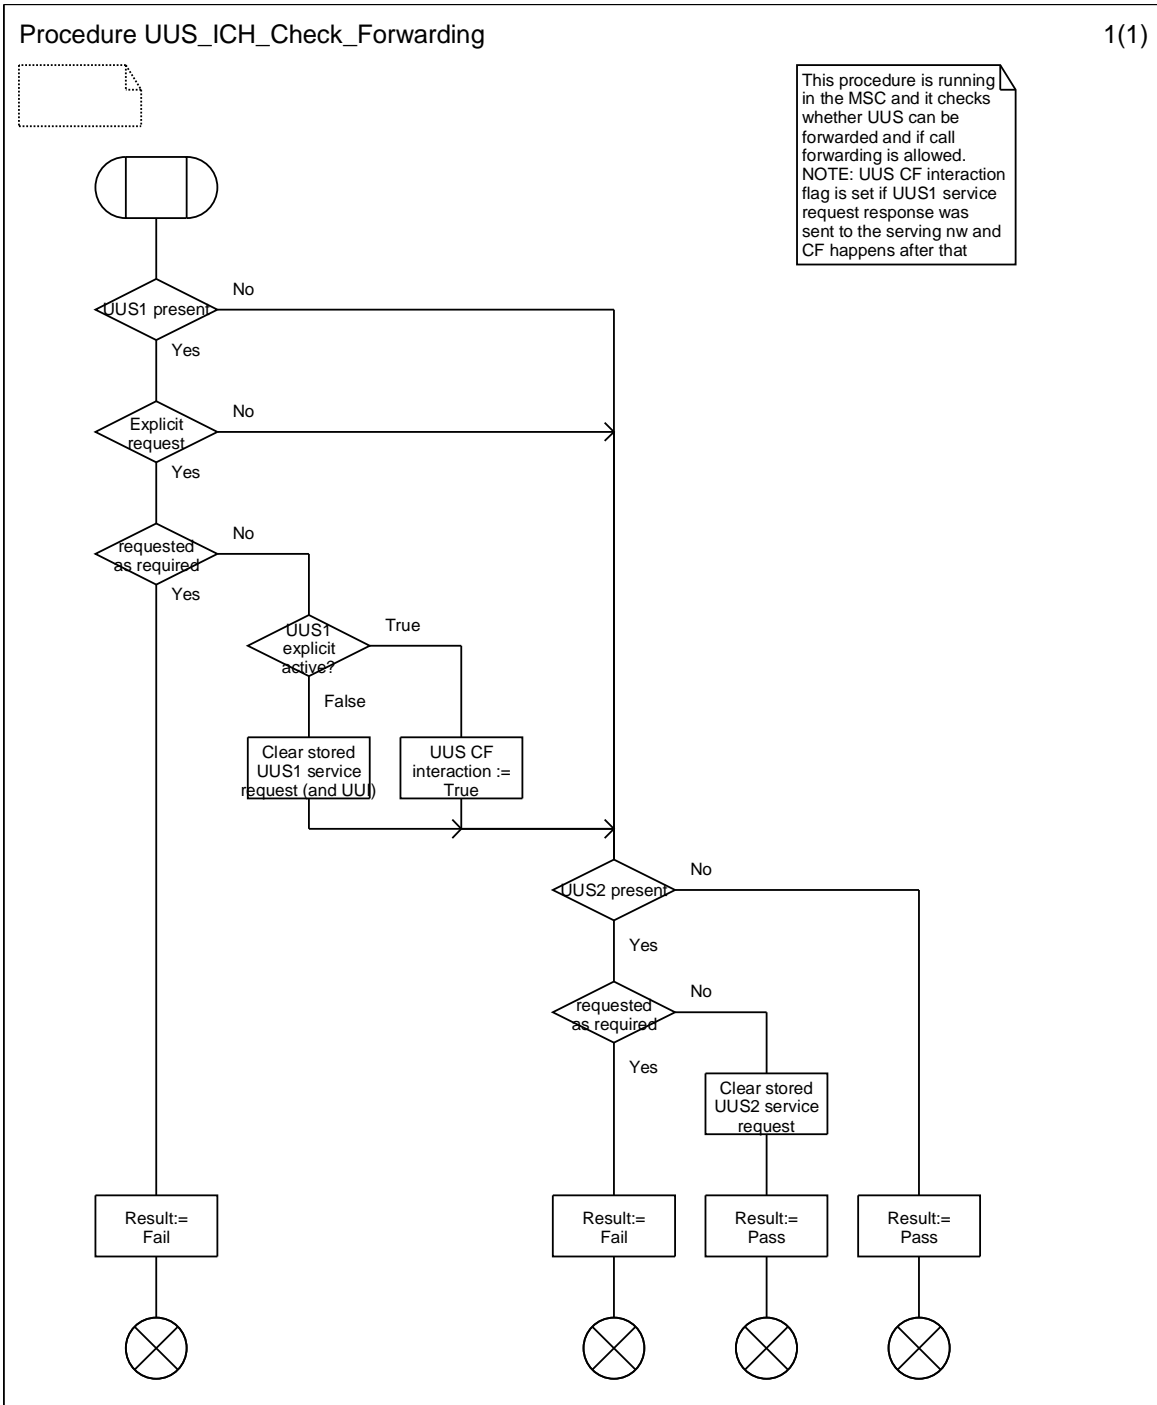 Procedure UUS_ICH_Check_Forwarding
1(1)
This procedure is running
in the MSC and it checks
whether UUS can be
forwarded and if call
forwarding is allowed.
NOTE: UUS CF interaction
flag is set if UUS1 service
request response was
sent to the serving nw and
CF happens after that
UUS1 present
No
Yes
Explicit
request
No
Yes
requested
as required
No
Yes
UUS1
explicit
active?
True
False
Clear stored
UUS1 service
request (and UUI)
UUS CF
interaction :=
True
UUS2 present
No
Yes
requested
as required
No
Yes
Clear stored
UUS2 service
request
Result:=
Fail
Result:=
Fail
Result:=
Pass
Result:=
Pass